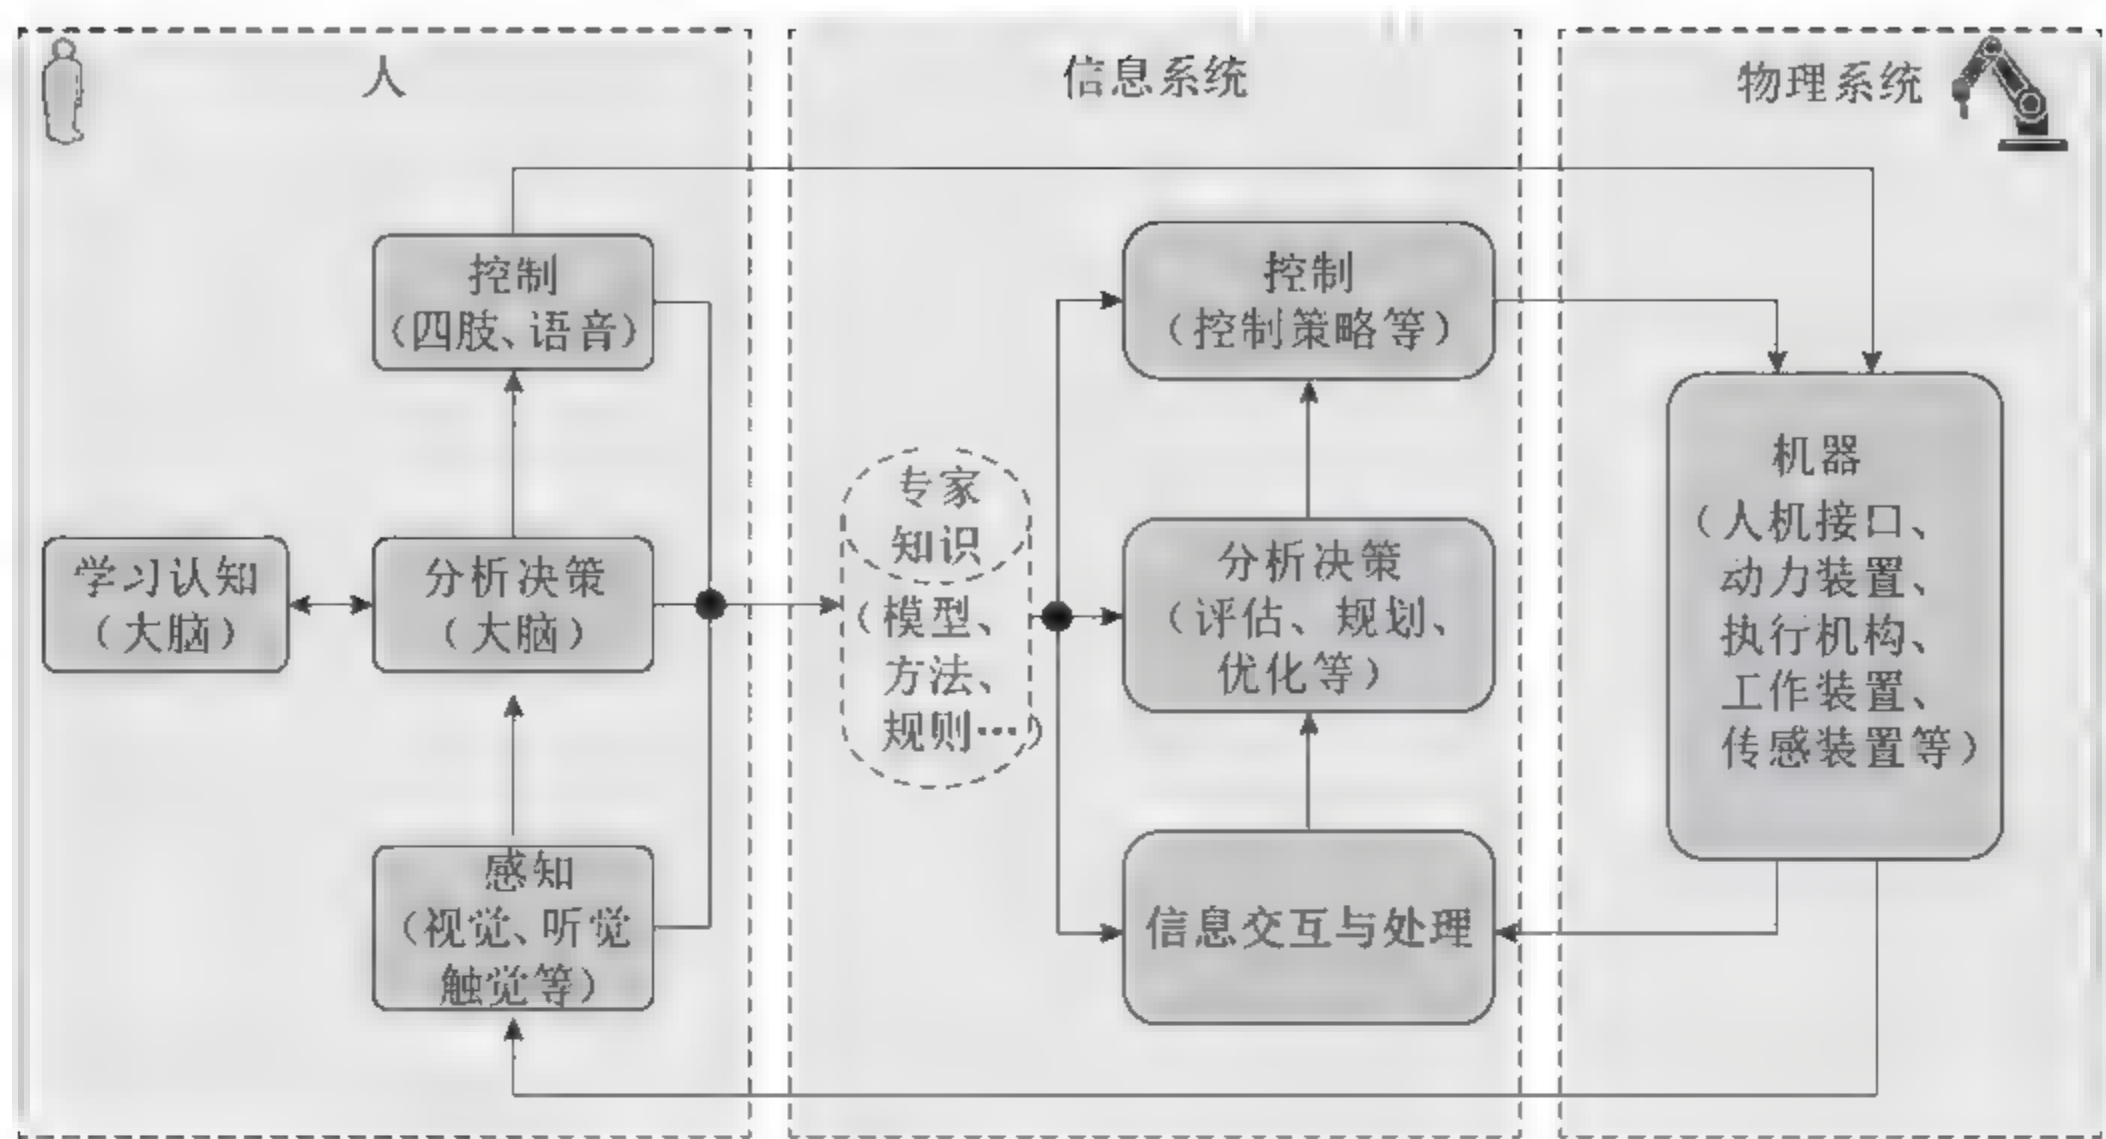 人
信息系统
物理系统
控制
（四肢、语音）
学习认知
（大脑）
分析决策
（大脑）
感知
（视觉、听觉
触觉等）
专家
知识
（模型、
方法、
规则…）
控制
（控制策略等）
分析决策
（评估、规划、
优化等）
信息交互与处理
机器
（人机接口、
动力装置、
执行机构、
工作装置、
传感装置等）